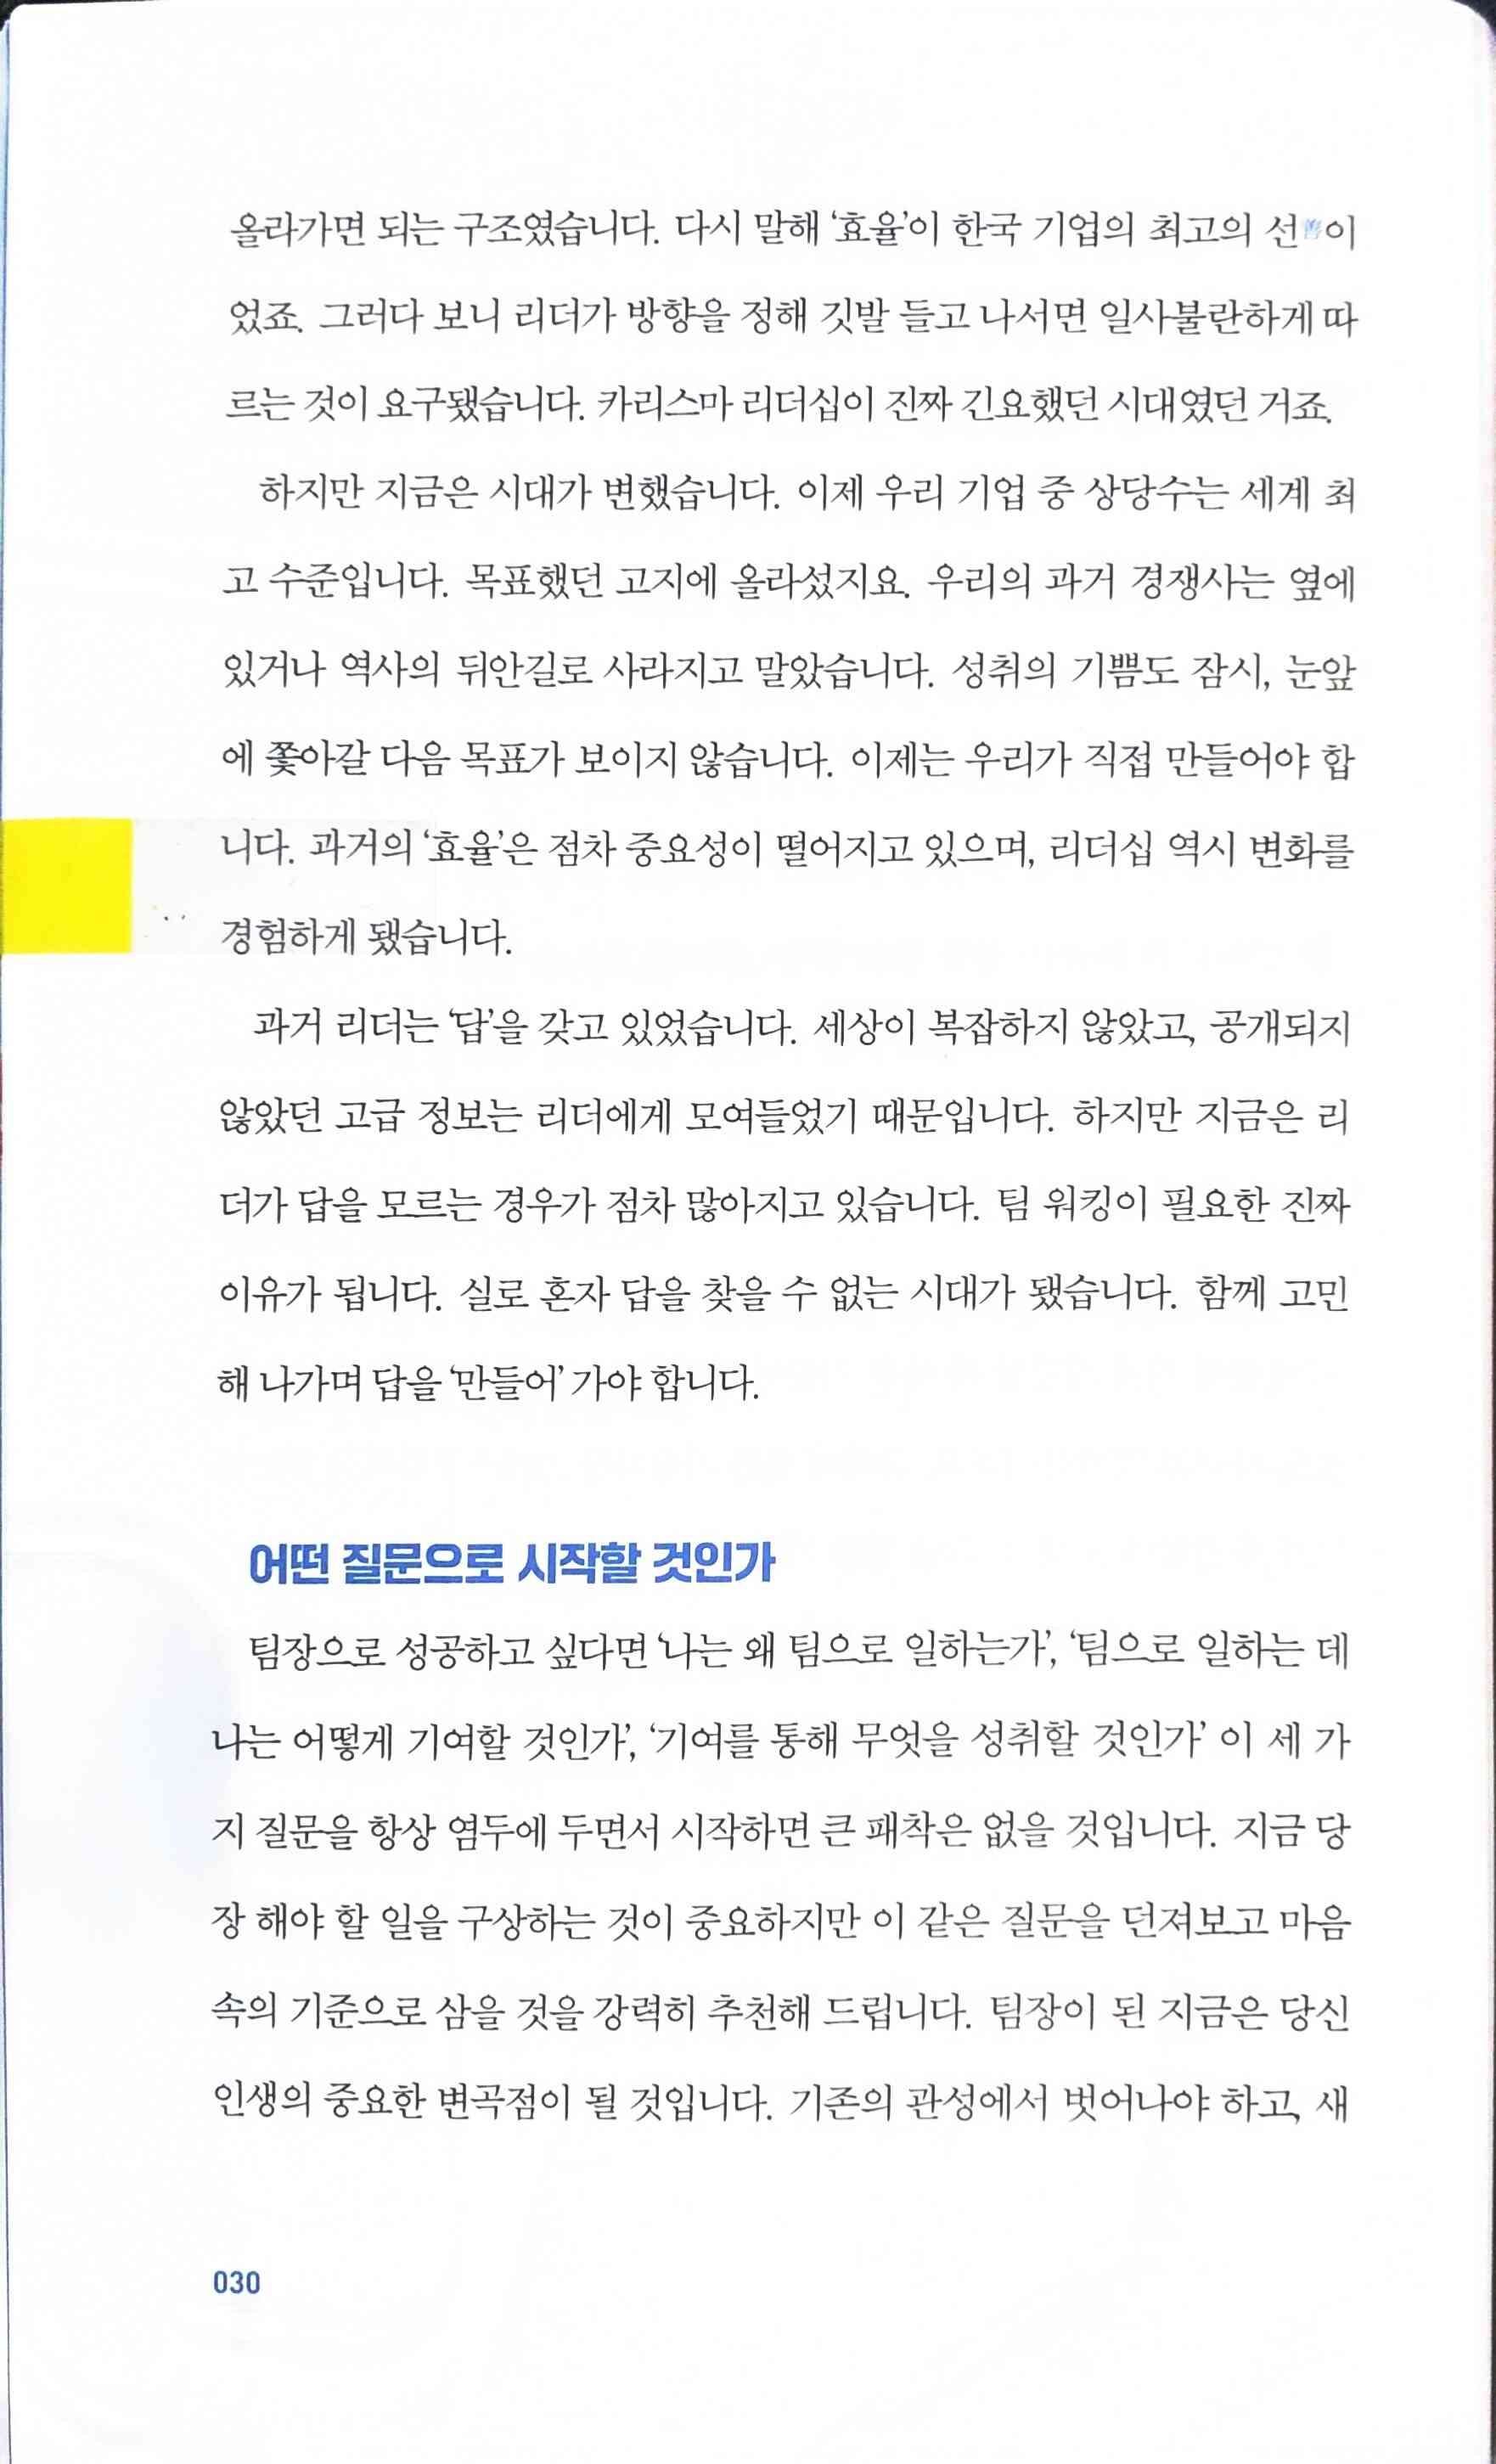 올라가면 되는 구조였습니다. 다시 말해 ‘효율’이 한국 기업의 최고의 선善이
었죠. 그러다 보니 리더가 방향을 정해 깃발 들고 나서면 일사불란하게 따
르는 것이 요구됐습니다. 카리스마 리더십이 진짜 긴요했던 시대였던 거죠.
하지만 지금은 시대가 변했습니다. 이제 우리 기업 중 상당수는 세계 최
고 수준입니다. 목표했던 고지에 올라섰지요. 우리의 과거 경쟁사는 옆에
있거나 역사의 뒤안길로 사라지고 말았습니다. 성취의 기쁨도 잠시, 눈앞
에 쫓아갈 다음 목표가 보이지 않습니다. 이제는 우리가 직접 만들어야 합
니다. 과거의 ‘효율’은 점차 중요성이 떨어지고 있으며, 리더십 역시 변화를
경험하게 됐습니다.
과거 리더는 ‘답’을 갖고 있었습니다. 세상이 복잡하지 않았고, 공개되지
않았던 고급 정보는 리더에게 모여들었기 때문입니다. 하지만 지금은 리
더가 답을 모르는 경우가 점차 많아지고 있습니다. 팀 워킹이 필요한 진짜
이유가 됩니다. 실로 혼자 답을 찾을 수 없는 시대가 됐습니다. 함께 고민
해 나가며 답을 ‘만들어’ 가야 합니다.
어떤 질문으로 시작할 것인가
팀장으로 성공하고 싶다면 ‘나는 왜 팀으로 일하는가’, ‘팀으로 일하는 데
나는 어떻게 기여할 것인가’, ‘기여를 통해 무엇을 성취할 것인가’ 이 세 가
지 질문을 항상 염두에 두면서 시작하면 큰 패착은 없을 것입니다. 지금 당
장 해야 할 일을 구상하는 것이 중요하지만 이 같은 질문을 던져보고 마음
속의 기준으로 삼을 것을 강력히 추천해 드립니다. 팀장이 된 지금은 당신
인생의 중요한 변곡점이 될 것입니다. 기존의 관성에서 벗어나야 하고, 새
030